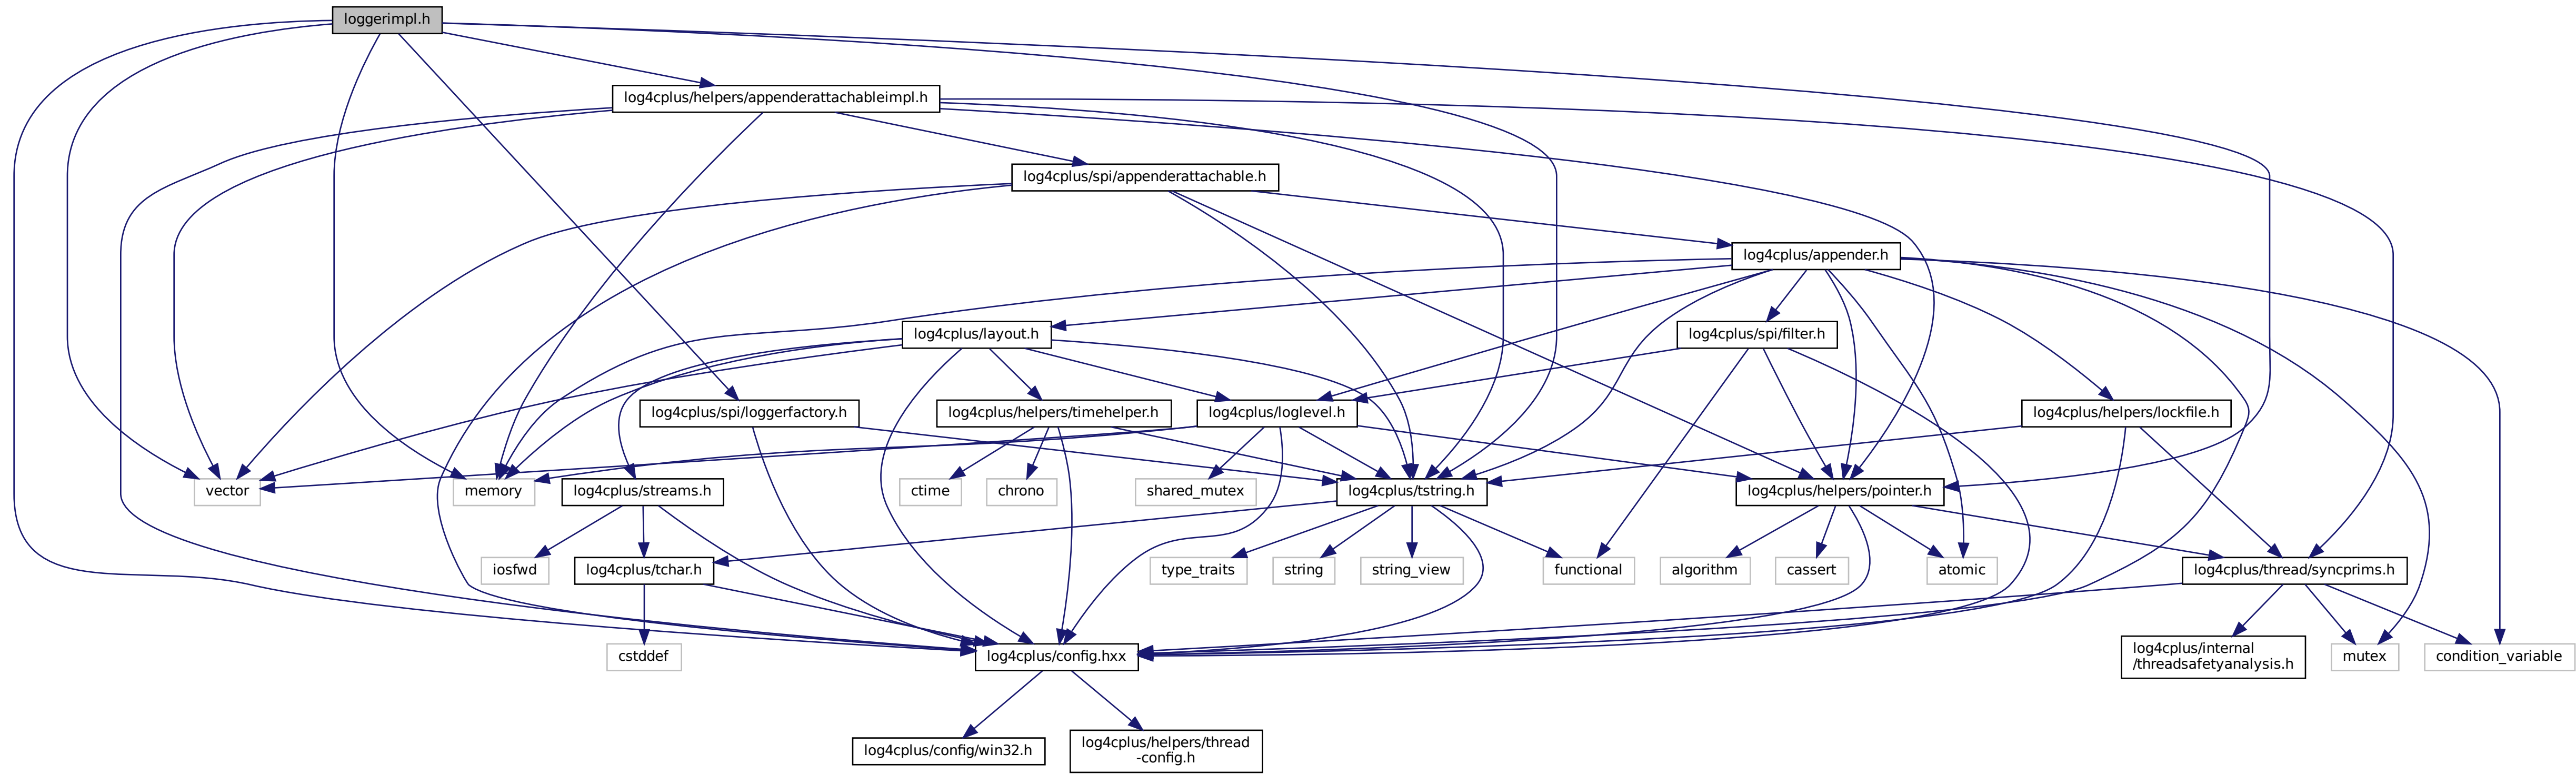 loggerimpl.h
log4cplus/helpers/appenderattachableimpl.h
log4cplus/spi/appenderattachable.h
log4cplus/appender.h
log4cplus/layout.h
log4cplus/spi/filter.h
log4cplus/spi/loggerfactory.h
log4cplus/helpers/timehelper.h
log4cplus/loglevel.h
log4cplus/helpers/lockfile.h
vector
memory
log4cplus/streams.h
ctime
chrono
shared_mutex
log4cplus/tstring.h
log4cplus/helpers/pointer.h
iosfwd
log4cplus/tchar.h
type_traits
string
string_view
functional
algorithm
cassert
atomic
log4cplus/thread/syncprims.h
cstddef
log4cplus/config.hxx
log4cplus/internal
/threadsafetyanalysis.h
mutex
condition_variable
log4cplus/config/win32.h
log4cplus/helpers/thread
-config.h